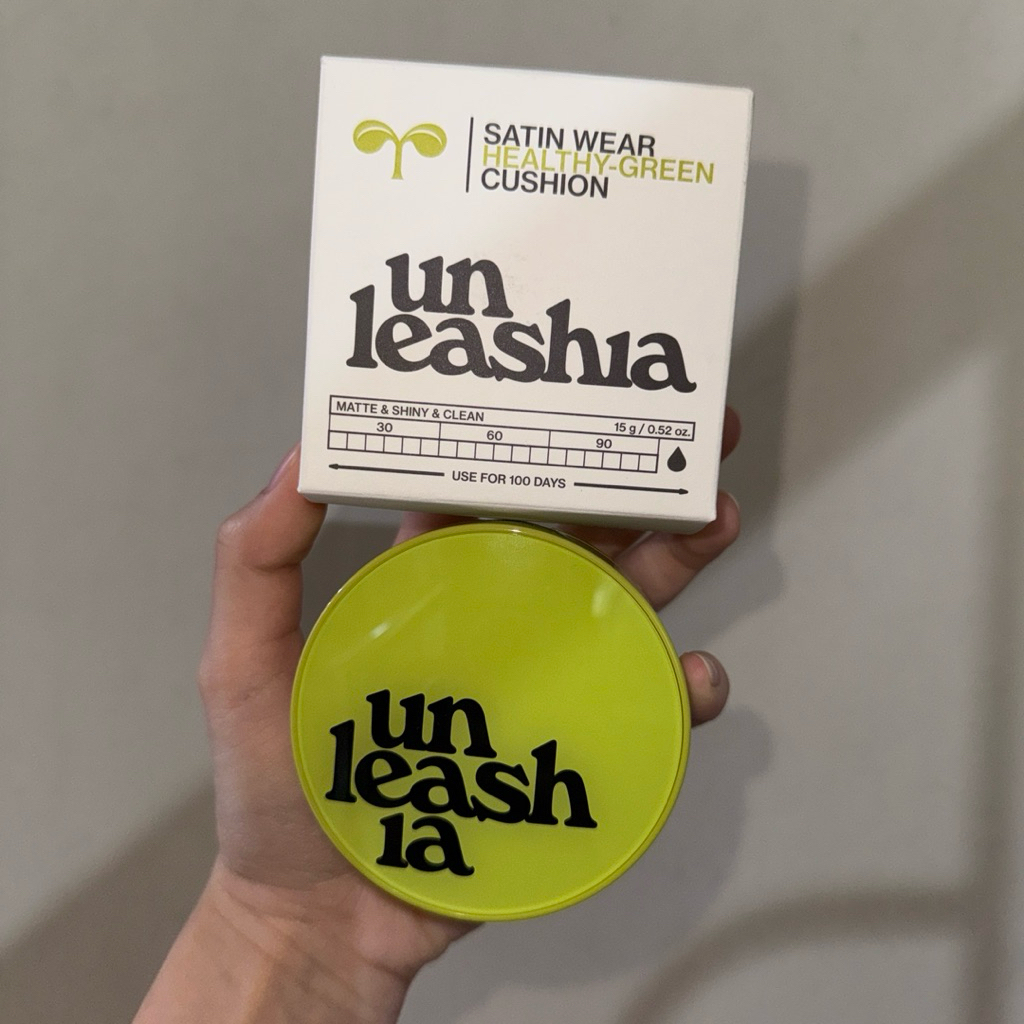 SATIN WEAR
HEALTHY-GREEN
CUSHION
un
leashia
MATTE & SHINY & CLEAN 15 g / 0.52 oz.
30 60 90
USE FOR 100 DAYS
un
leash
ia